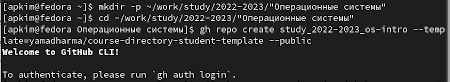 [apkim@fedora ~]$ mkdir -p ~/work/study/2022-2023/"Операционные системы"
[apkim@fedora ~]$ cd ~/work/study/2022-2023/"Операционные системы"
[apkim@fedora Операционные системы]$ gh repo create study_2022-2023_os-intro --temp
late=yamadharma/course-directory-student-template --public
Welcome to GitHub CLI!

To authenticate, please run `gh auth login`.